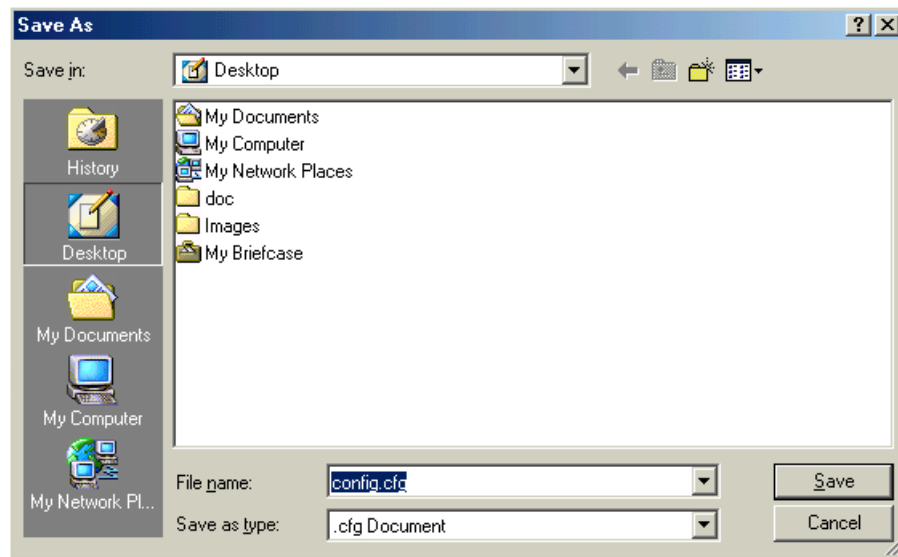 Save As
Save in:
Desktop
History
Desktop
My Documents
My Computer
My Network Pl...
My Documents
My Computer
My Network Places
doc
Images
My Briefcase
File name:
config.cfg
Save
Save as type:
.cfg Document
Cancel